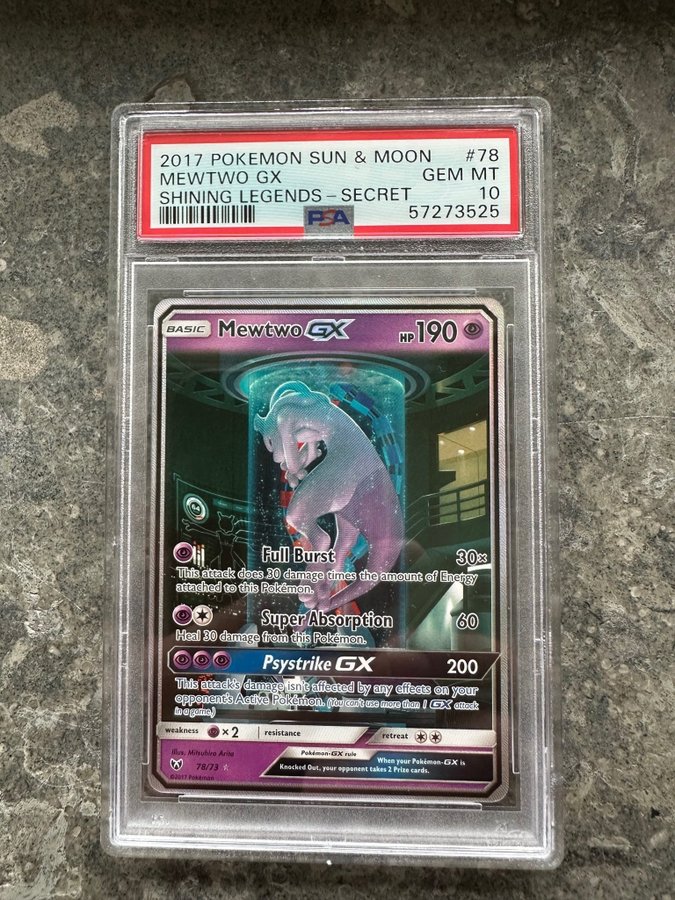 2017 POKEMON SUN & MOON #78
MEWTWO GX GEM MT
SHINING LEGENDS - SECRET 10
PSA 57273525
BASIC Mewtwo GX HP 190
Full Burst 30×
This attack does 30 damage times the amount of Energy
attached to this Pokémon.
Super Absorption 60
Heal 30 damage from this Pokémon.
Psystrike GX 200
This attack's damage isn't affected by any effects on your
opponent's Active Pokémon. (You can't use more than 1 GX attack
in a game.)
weakness ×2 resistance retreat
Illus. Mitsuhiro Arita
78/73
©2017 Pokémon
Pokémon-GX rule
When your Pokémon-GX is
Knocked Out, your opponent takes 2 Prize cards.